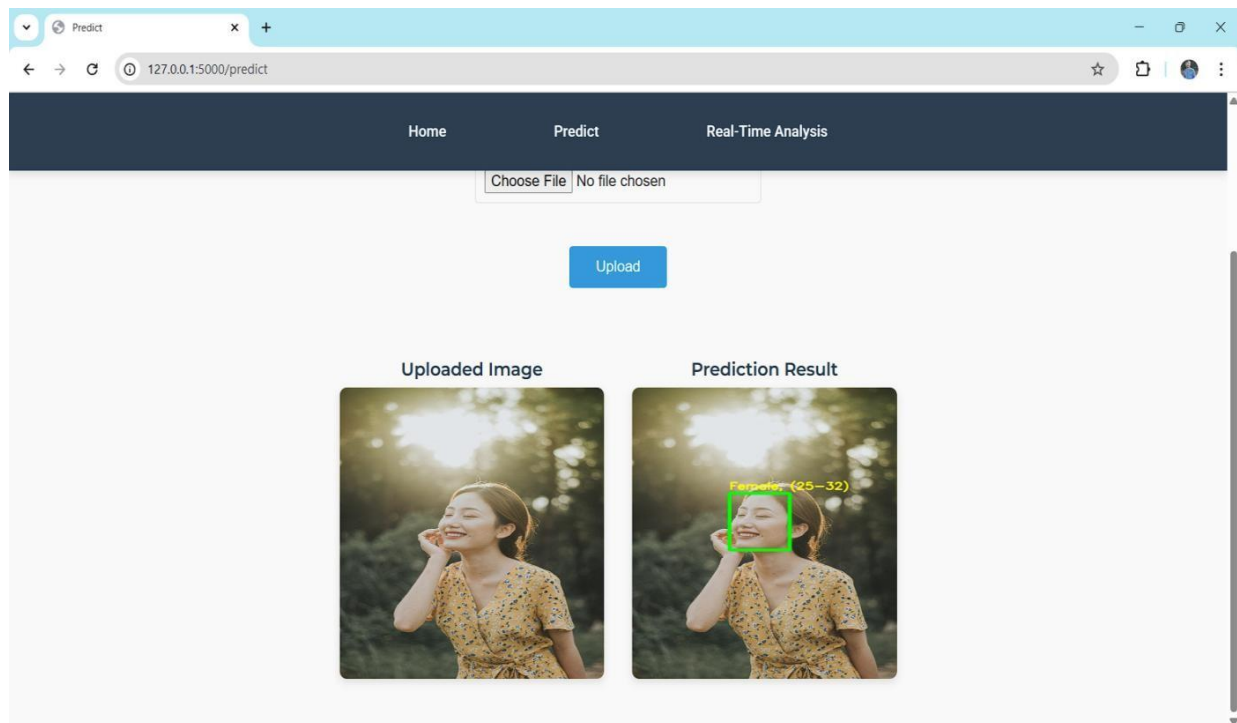 Predict
127.0.0.1:5000/predict
Home Predict Real-Time Analysis
Choose File No file chosen
Upload
Uploaded Image Prediction Result
Female, (25-32)